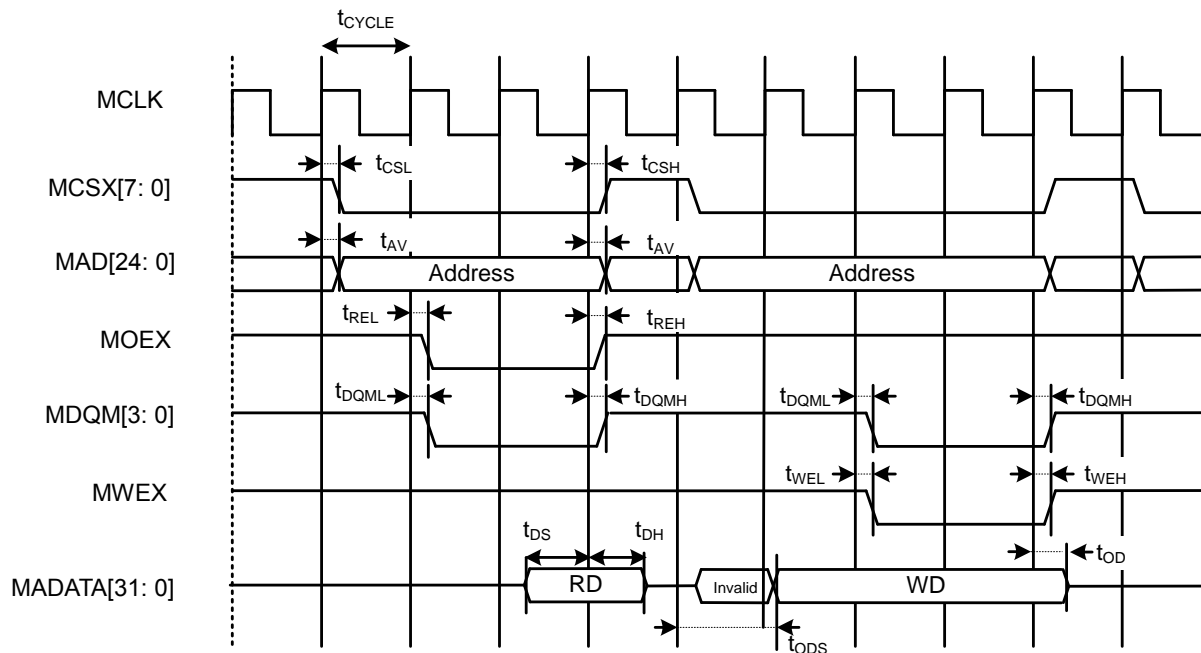 tCYCLE
MCLK
tCSL tCSH
MCSX[7: 0]
tAV tAV
MAD[24: 0] Address Address
tREL tREH
MOEX
tDQML tDQMH tDQML tDQMH
MDQM[3: 0]
tWEL tWEH
MWEX
tDS tDH
tOD
MADATA[31: 0] RD Invalid WD
tODS